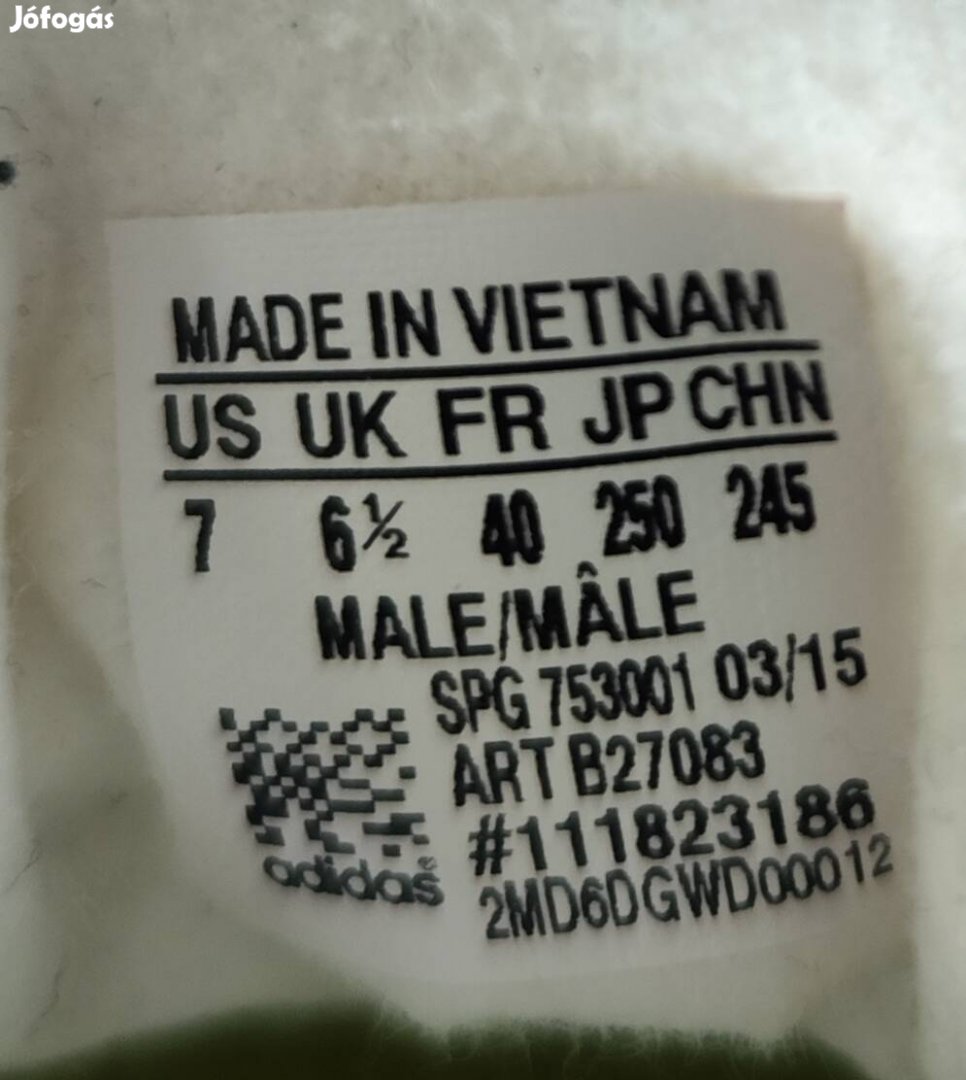 Jófogás
MADE IN VIETNAM
US UK FR JP CHN
7 6½ 40 250 245
MALE/MÂLE
SPG 753001 03/15
ART B27083
#111823186
adidas
2MD6DGWD00012